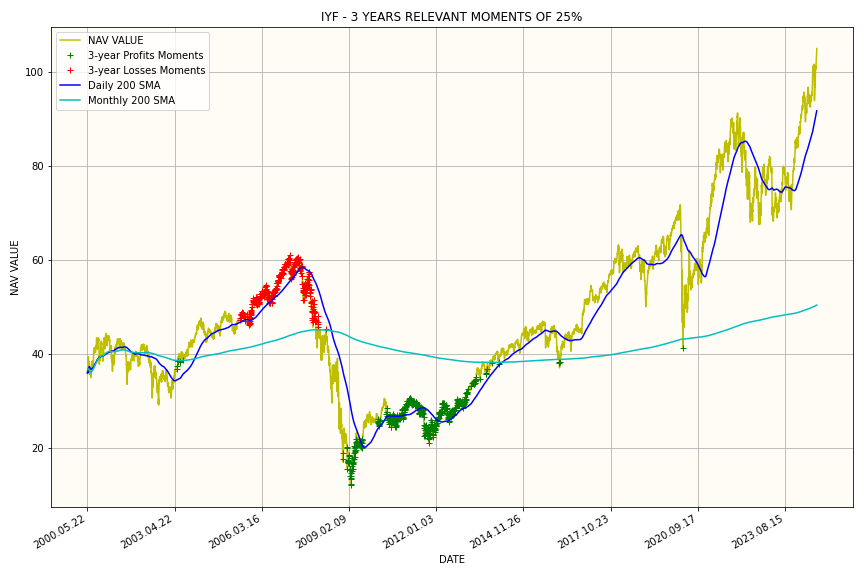 IYF - 3 YEARS RELEVANT MOMENTS OF 25%
NAV VALUE
3-year Profits Moments
3-year Losses Moments
Daily 200 SMA
Monthly 200 SMA
NAV VALUE
100
80
60
40
20
2000.05.22
2003.04.22
2006.03.16
2009.02.09
2012.01.03
2014.11.26
2017.10.23
2020.09.17
2023.08.15
DATE